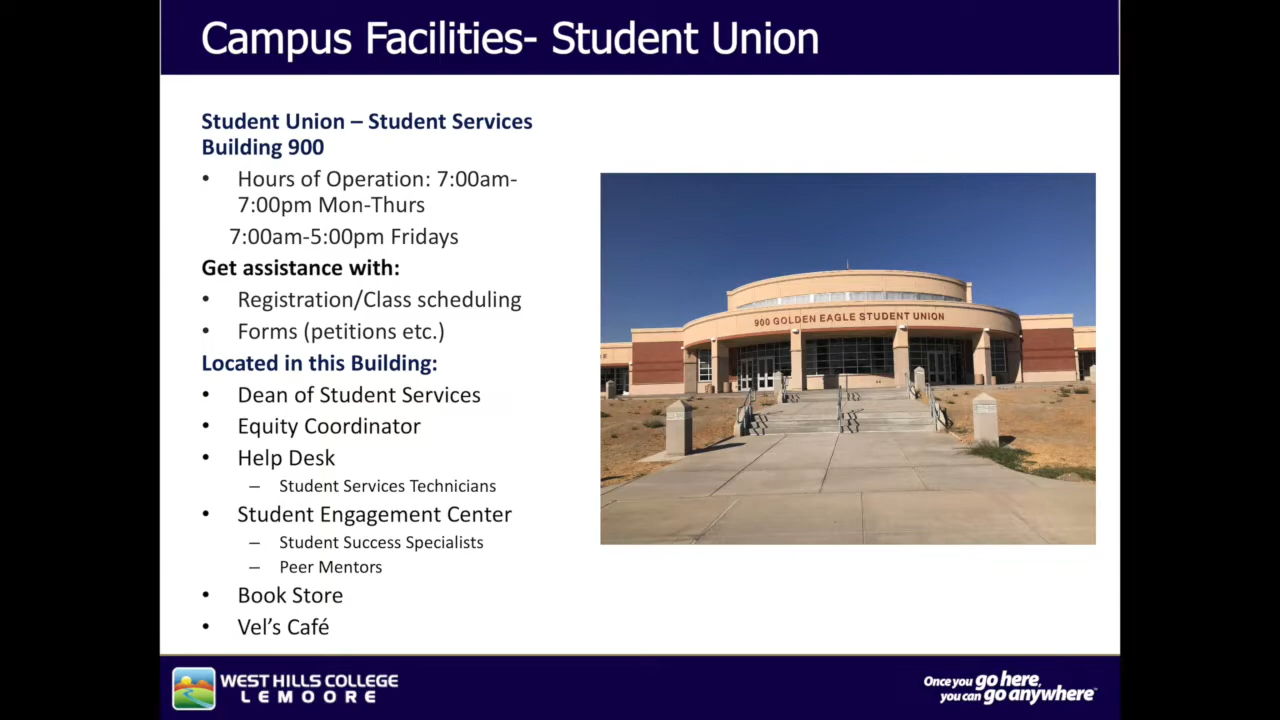 Campus Facilities- Student Union
Student Union – Student Services
Building 900
• Hours of Operation: 7:00am-
7:00pm Mon-Thurs
7:00am-5:00pm Fridays
Get assistance with:
• Registration/Class scheduling
• Forms (petitions etc.)
Located in this Building:
• Dean of Student Services
• Equity Coordinator
• Help Desk
– Student Services Technicians
• Student Engagement Center
– Student Success Specialists
– Peer Mentors
• Book Store
• Vel’s Café
900 GOLDEN EAGLE STUDENT UNION
WEST HILLS COLLEGE
LEMOORE
Once you go here,
you can go anywhere™